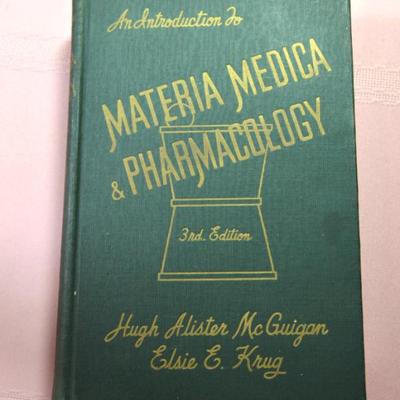 An Introduction To
MATERIA MEDICA
& PHARMACOLOGY
3rd. Edition
Hugh Alister McGuigan
Elsie E. Krug